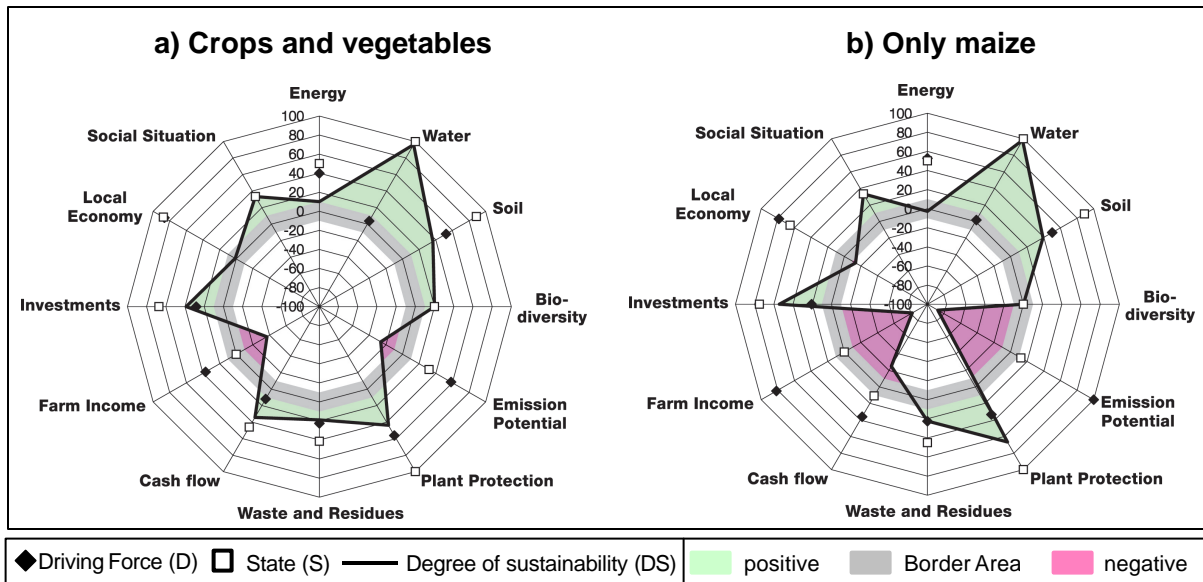 a) Crops and vegetables
Energy
Social Situation
Water
Local
Economy
Soil
Investments
Bio-
diversity
Farm Income
Emission
Potential
Cash flow
Plant Protection
Waste and Residues
100
80
60
40
20
0
-20
-40
-60
-80
-100
b) Only maize
Energy
Social Situation
Water
Local
Economy
Soil
Investments
Bio-
diversity
Farm Income
Emission
Potential
Cash flow
Plant Protection
Waste and Residues
100
80
60
40
20
0
-20
-40
-60
-80
-100
Driving Force (D) State (S) Degree of sustainability (DS) positive Border Area negative